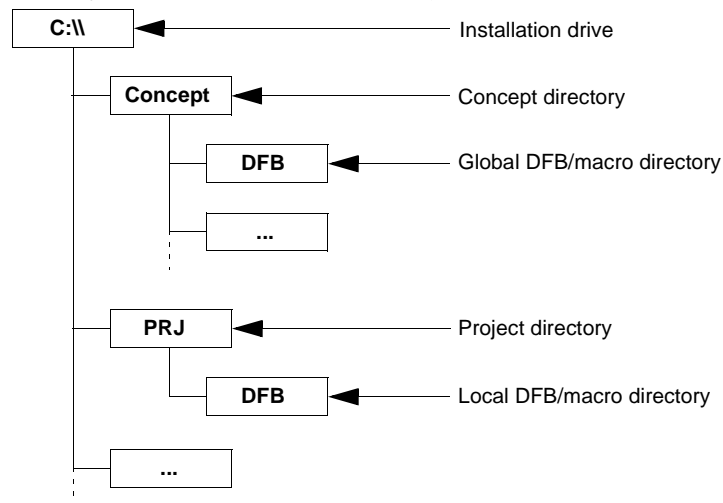 C:\\ Installation drive
Concept Concept directory
DFB Global DFB/macro directory
...
PRJ Project directory
DFB Local DFB/macro directory
...